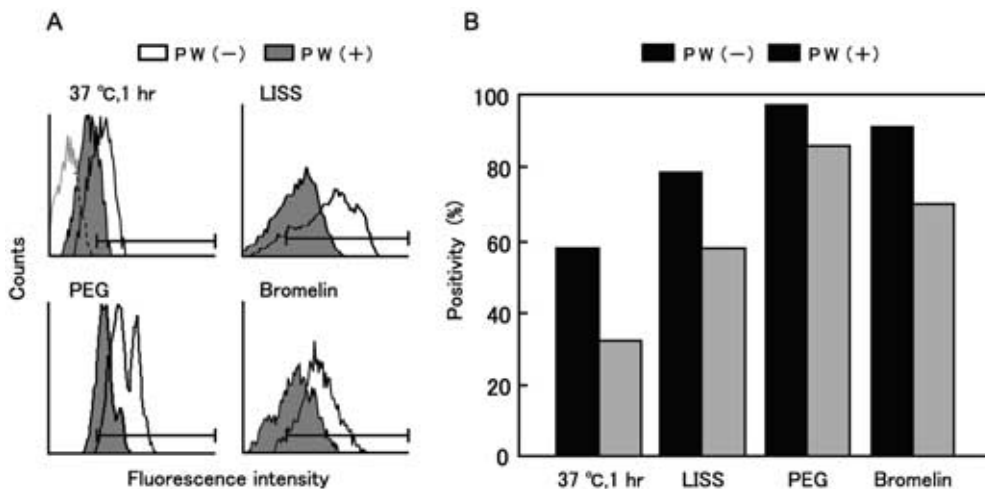 A
PW (−) PW (+)
37 ℃,1 hr
LISS
PEG
Bromelin
Counts
Fluorescence intensity
B
PW (−) PW (+)
100
80
60
40
20
0
Positivity (%)
37 ℃,1 hr LISS PEG Bromelin